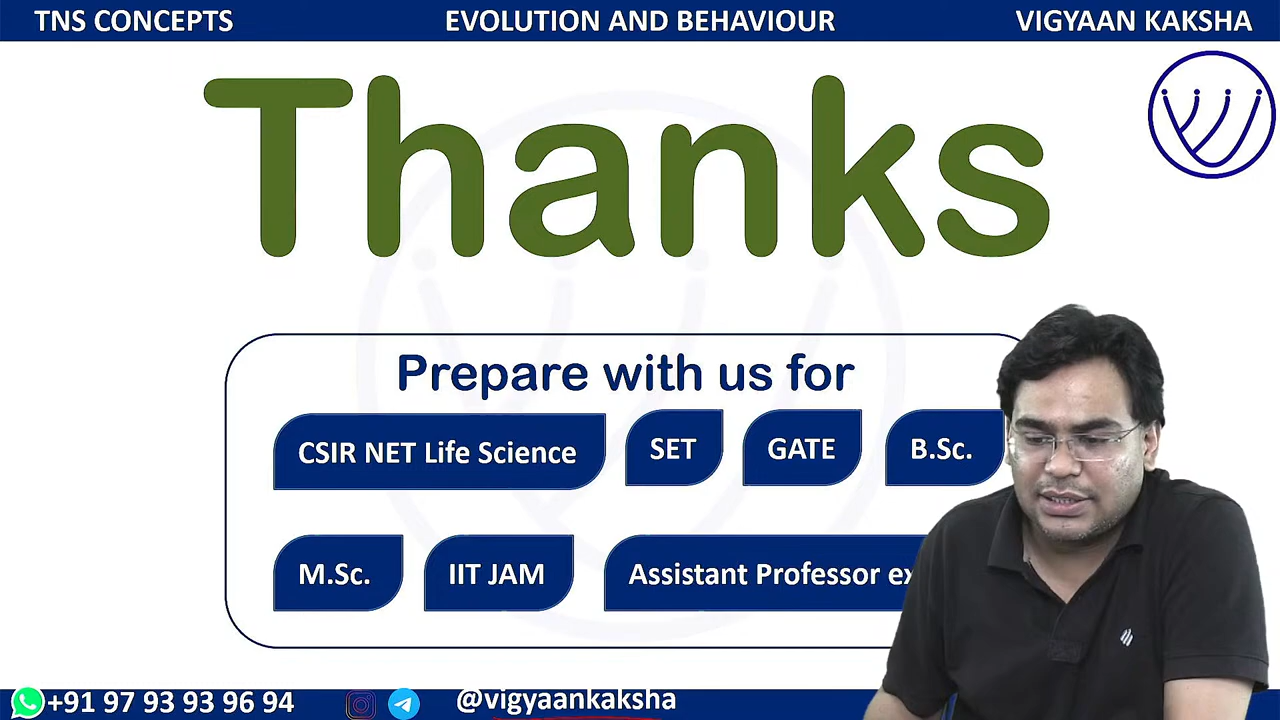 TNS CONCEPTS EVOLUTION AND BEHAVIOUR VIGYAAN KAKSHA
Thanks
Prepare with us for
CSIR NET Life Science SET GATE B.Sc.
M.Sc. IIT JAM Assistant Professor
+91 97 93 93 96 94 @vigyaankaksha